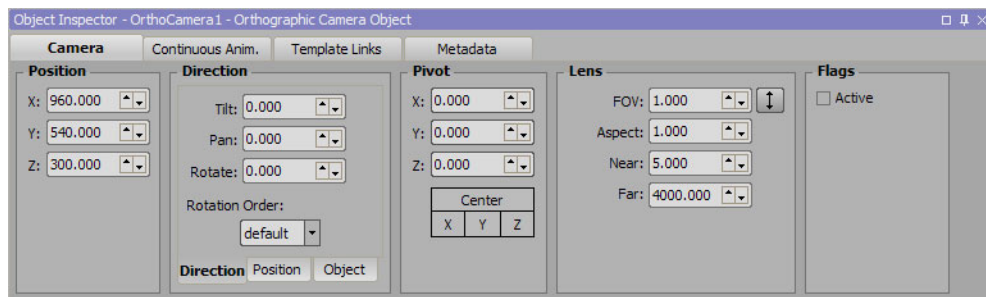 Object Inspector - OrthoCamera1 - Orthographic Camera Object
Camera Continuous Anim. Template Links Metadata
Position
X: 960.000
Y: 540.000
Z: 300.000
Direction
Tilt: 0.000
Pan: 0.000
Rotate: 0.000
Rotation Order:
default
Direction Position Object
Pivot
X: 0.000
Y: 0.000
Z: 0.000
Center
X Y Z
Lens
FOV: 1.000
Aspect: 1.000
Near: 5.000
Far: 4000.000
Flags
Active